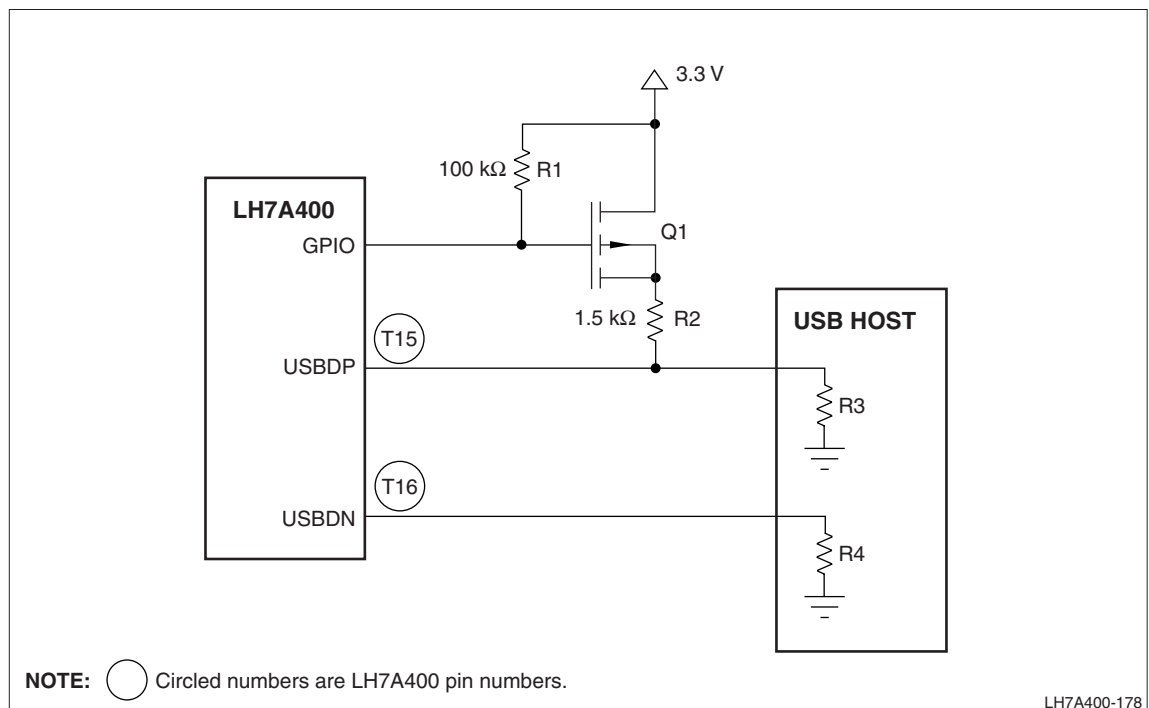 3.3 V
100 kΩ R1
LH7A400
GPIO
Q1
1.5 kΩ R2
USB HOST
T15
USBDP
R3
T16
USBDN
R4
NOTE: Circled numbers are LH7A400 pin numbers.
LH7A400-178